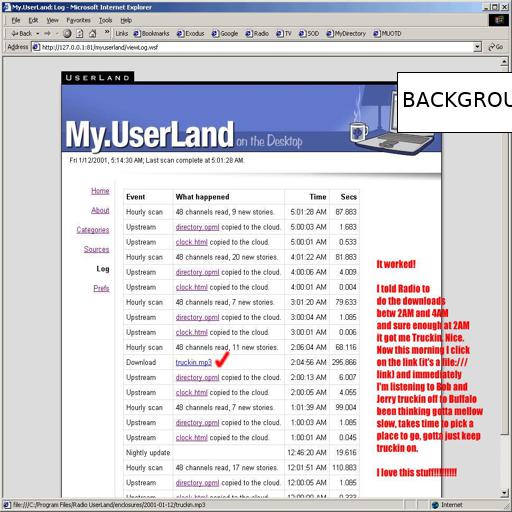 My.UserLand: Log - Microsoft Internet Explorer
File Edit View Favorites Tools Help
Back Links Bookmarks Exodus Google Radio TV SOD MyDirectory MUOTD
Address http://127.0.0.1:81/myuserland/viewLog.wsf Go
USERLAND
BACKGROU
My.UserLand on the Desktop
Fri 1/12/2001, 5:14:30 AM; Last scan complete at 5:01:28 AM.
Home
About
Categories
Sources
Log
Prefs
Event What happened Time Secs
Hourly scan 48 channels read, 9 new stories. 5:01:28 AM 87.883
Upstream directory.opml copied to the cloud. 5:00:03 AM 1.683
Upstream clock.html copied to the cloud. 5:00:01 AM 0.533
Hourly scan 48 channels read, 20 new stories. 4:01:22 AM 81.883
Upstream directory.opml copied to the cloud. 4:00:06 AM 4.009
Upstream clock.html copied to the cloud. 4:00:01 AM 0.004
Hourly scan 48 channels read, 7 new stories. 3:01:20 AM 79.633
Upstream directory.opml copied to the cloud. 3:00:04 AM 1.085
Upstream clock.html copied to the cloud. 3:00:01 AM 0.006
Hourly scan 48 channels read, 11 new stories. 2:06:04 AM 68.116
Download truckin.mp3 2:04:56 AM 295.866
Upstream directory.opml copied to the cloud. 2:00:13 AM 6.007
Upstream clock.html copied to the cloud. 2:00:05 AM 4.055
Hourly scan 48 channels read, 7 new stories. 1:01:39 AM 99.004
Upstream directory.opml copied to the cloud. 1:00:03 AM 1.085
Upstream clock.html copied to the cloud. 1:00:01 AM 0.045
Nightly update 12:46:20 AM 19.616
Hourly scan 48 channels read, 17 new stories. 12:01:51 AM 110.883
Upstream directory.opml copied to the cloud. 12:00:05 AM 1.085
Upstream clock.html copied to the cloud.
It worked!
I told Radio to
do the downloads
betw 2AM and 4AM
and sure enough at 2AM
it got me Truckin. Nice.
Now this morning I click
on the link (it's a file:///
link) and immediately
I'm listening to Bob and
Jerry truckin off to Buffalo
been thinking gotta mellow
slow, takes time to pick a
place to go, gotta just keep
truckin on.
I love this stuff!!!!!!!!!!
file:///C:/Program Files/Radio UserLand/enclosures/2001-01-12/truckin.mp3 Internet